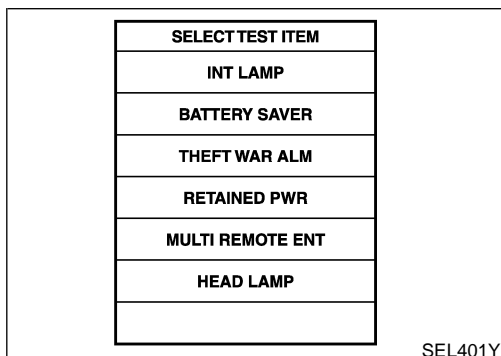 SELECT TEST ITEM
INT LAMP
BATTERY SAVER
THEFT WAR ALM
RETAINED PWR
MULTI REMOTE ENT
HEAD LAMP
SEL401Y